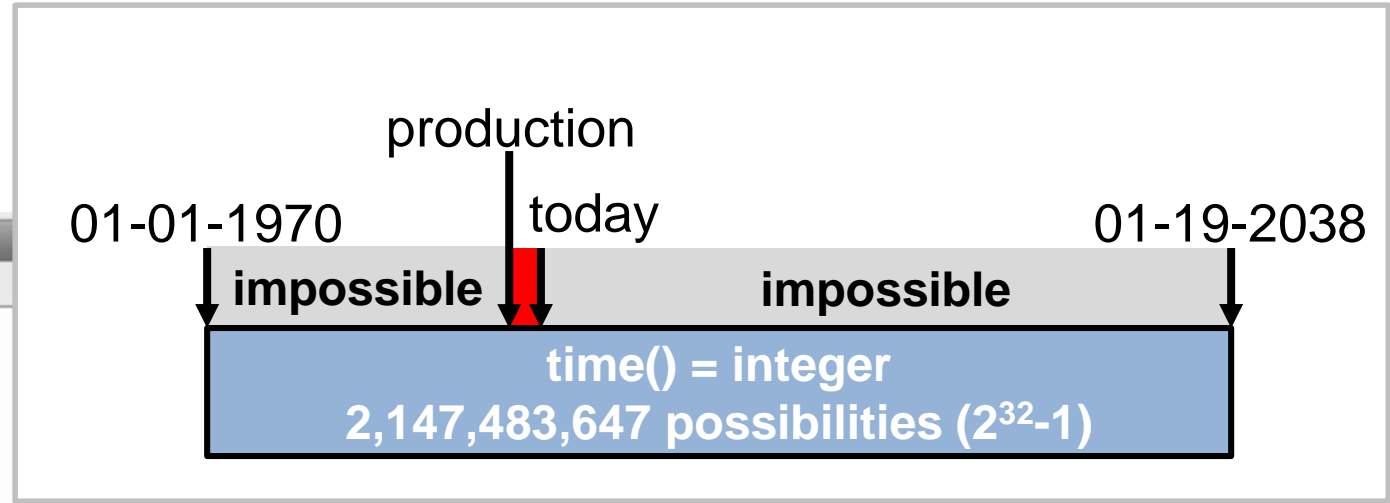 production
01-01-1970 today 01-19-2038
impossible impossible
time() = integer
2,147,483,647 possibilities (2³²-1)